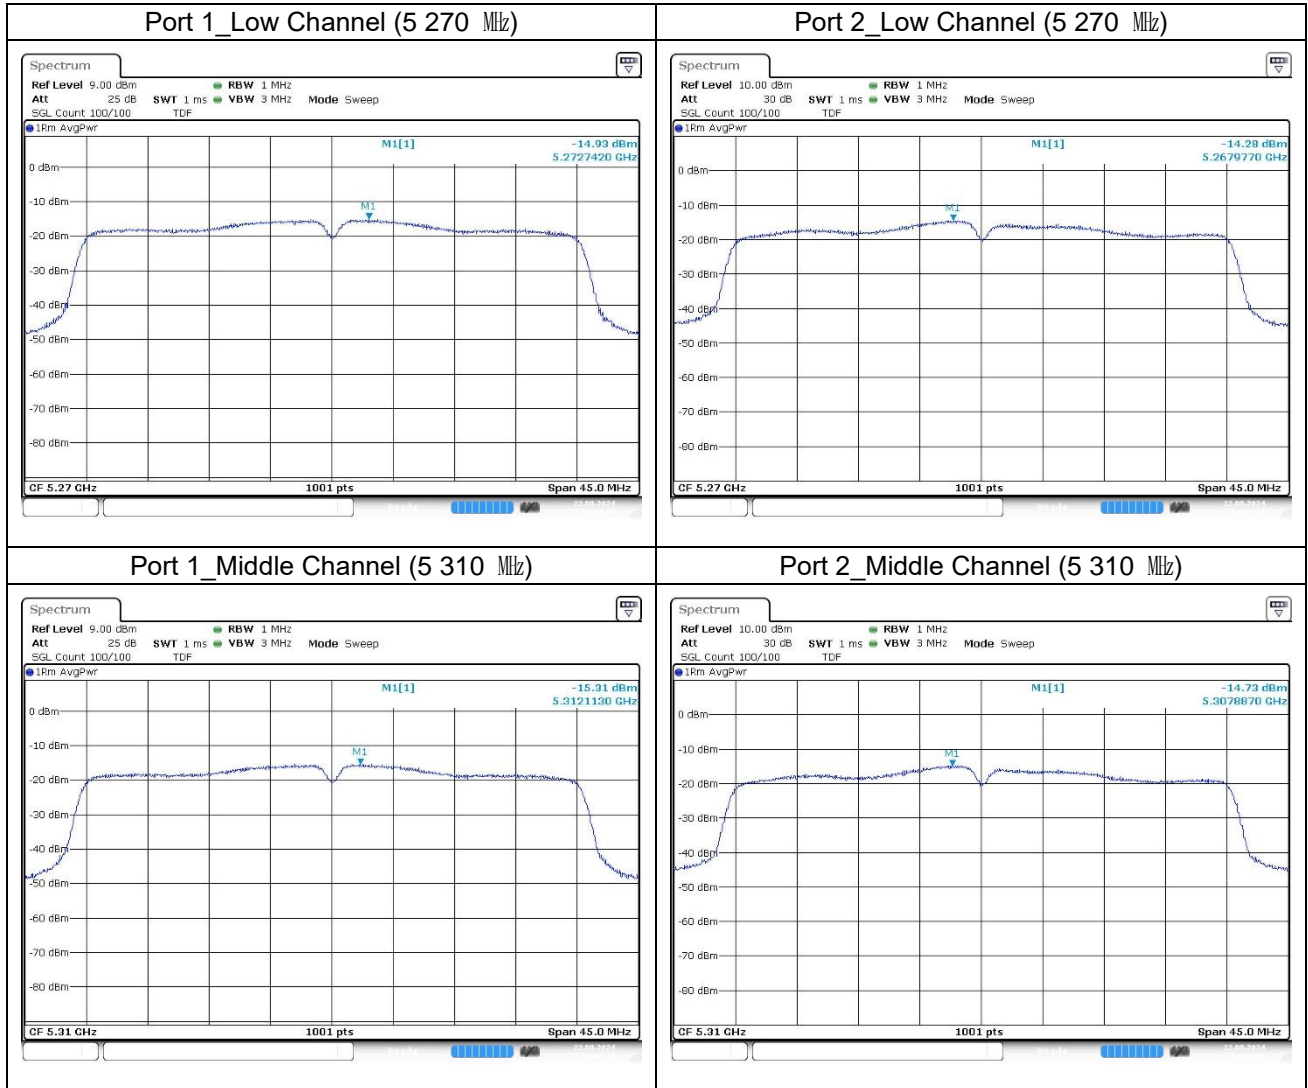 Port 1_Low Channel (5 270 ㎒)
Port 2_Low Channel (5 270 ㎒)
Spectrum
Ref Level 9.00 dBm RBW 1 MHz
Att 25 dB SWT 1 ms VBW 3 MHz Mode Sweep
SGL Count 100/100 TDF
1Rm AvgPwr
M1[1] -14.93 dBm
5.2727420 GHz
M1
0 dBm
-10 dBm
-20 dBm
-30 dBm
-40 dBm
-50 dBm
-60 dBm
-70 dBm
-80 dBm
CF 5.27 GHz 1001 pts Span 45.0 MHz
Spectrum
Ref Level 10.00 dBm RBW 1 MHz
Att 30 dB SWT 1 ms VBW 3 MHz Mode Sweep
SGL Count 100/100 TDF
1Rm AvgPwr
M1[1] -14.28 dBm
5.2679770 GHz
M1
0 dBm
-10 dBm
-20 dBm
-30 dBm
-40 dBm
-50 dBm
-60 dBm
-70 dBm
-80 dBm
CF 5.27 GHz 1001 pts Span 45.0 MHz
Port 1_Middle Channel (5 310 ㎒)
Port 2_Middle Channel (5 310 ㎒)
Spectrum
Ref Level 9.00 dBm RBW 1 MHz
Att 25 dB SWT 1 ms VBW 3 MHz Mode Sweep
SGL Count 100/100 TDF
1Rm AvgPwr
M1[1] -15.31 dBm
5.3121130 GHz
M1
0 dBm
-10 dBm
-20 dBm
-30 dBm
-40 dBm
-50 dBm
-60 dBm
-70 dBm
-80 dBm
CF 5.31 GHz 1001 pts Span 45.0 MHz
Spectrum
Ref Level 10.00 dBm RBW 1 MHz
Att 30 dB SWT 1 ms VBW 3 MHz Mode Sweep
SGL Count 100/100 TDF
1Rm AvgPwr
M1[1] -14.73 dBm
5.3078870 GHz
M1
0 dBm
-10 dBm
-20 dBm
-30 dBm
-40 dBm
-50 dBm
-60 dBm
-70 dBm
-80 dBm
CF 5.31 GHz 1001 pts Span 45.0 MHz